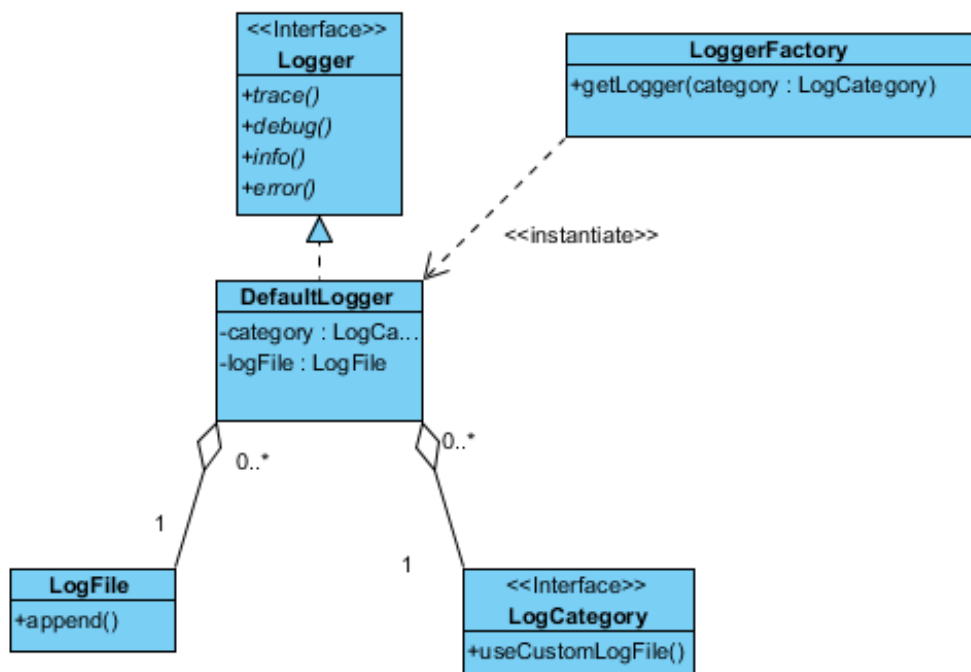 <<Interface>>
Logger
+trace()
+debug()
+info()
+error()
LoggerFactory
+getLogger(category : LogCategory)
<<instantiate>>
DefaultLogger
-category : LogCa...
-logFile : LogFile
0..*
0..*
1
1
LogFile
+append()
<<Interface>>
LogCategory
+useCustomLogFile()